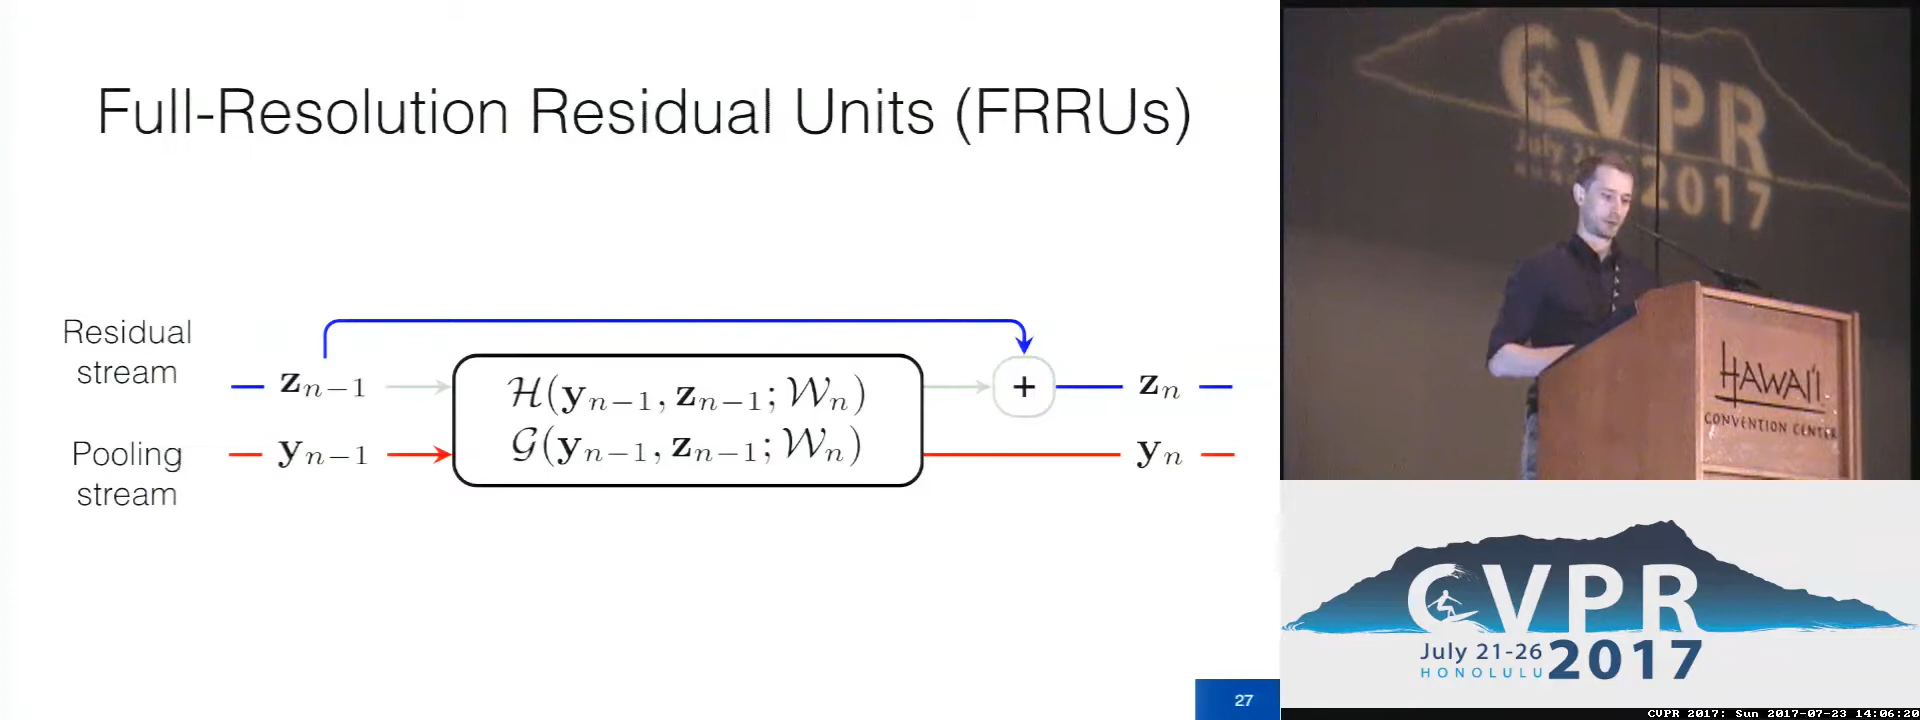 Full-Resolution Residual Units (FRRUs)
Residual
stream
z_{n−1}
ℋ(y_{n−1}, z_{n−1}; 𝒲_n)
+
z_n
Pooling
stream
y_{n−1}
𝒢(y_{n−1}, z_{n−1}; 𝒲_n)
y_n
27
CVPR
July 2
2017
HAWAI'I
CONVENTION CENTER
CVPR
July 21-26
HONOLULU
2017
CVPR 2017: Sun 2017-07-23 14:06:20